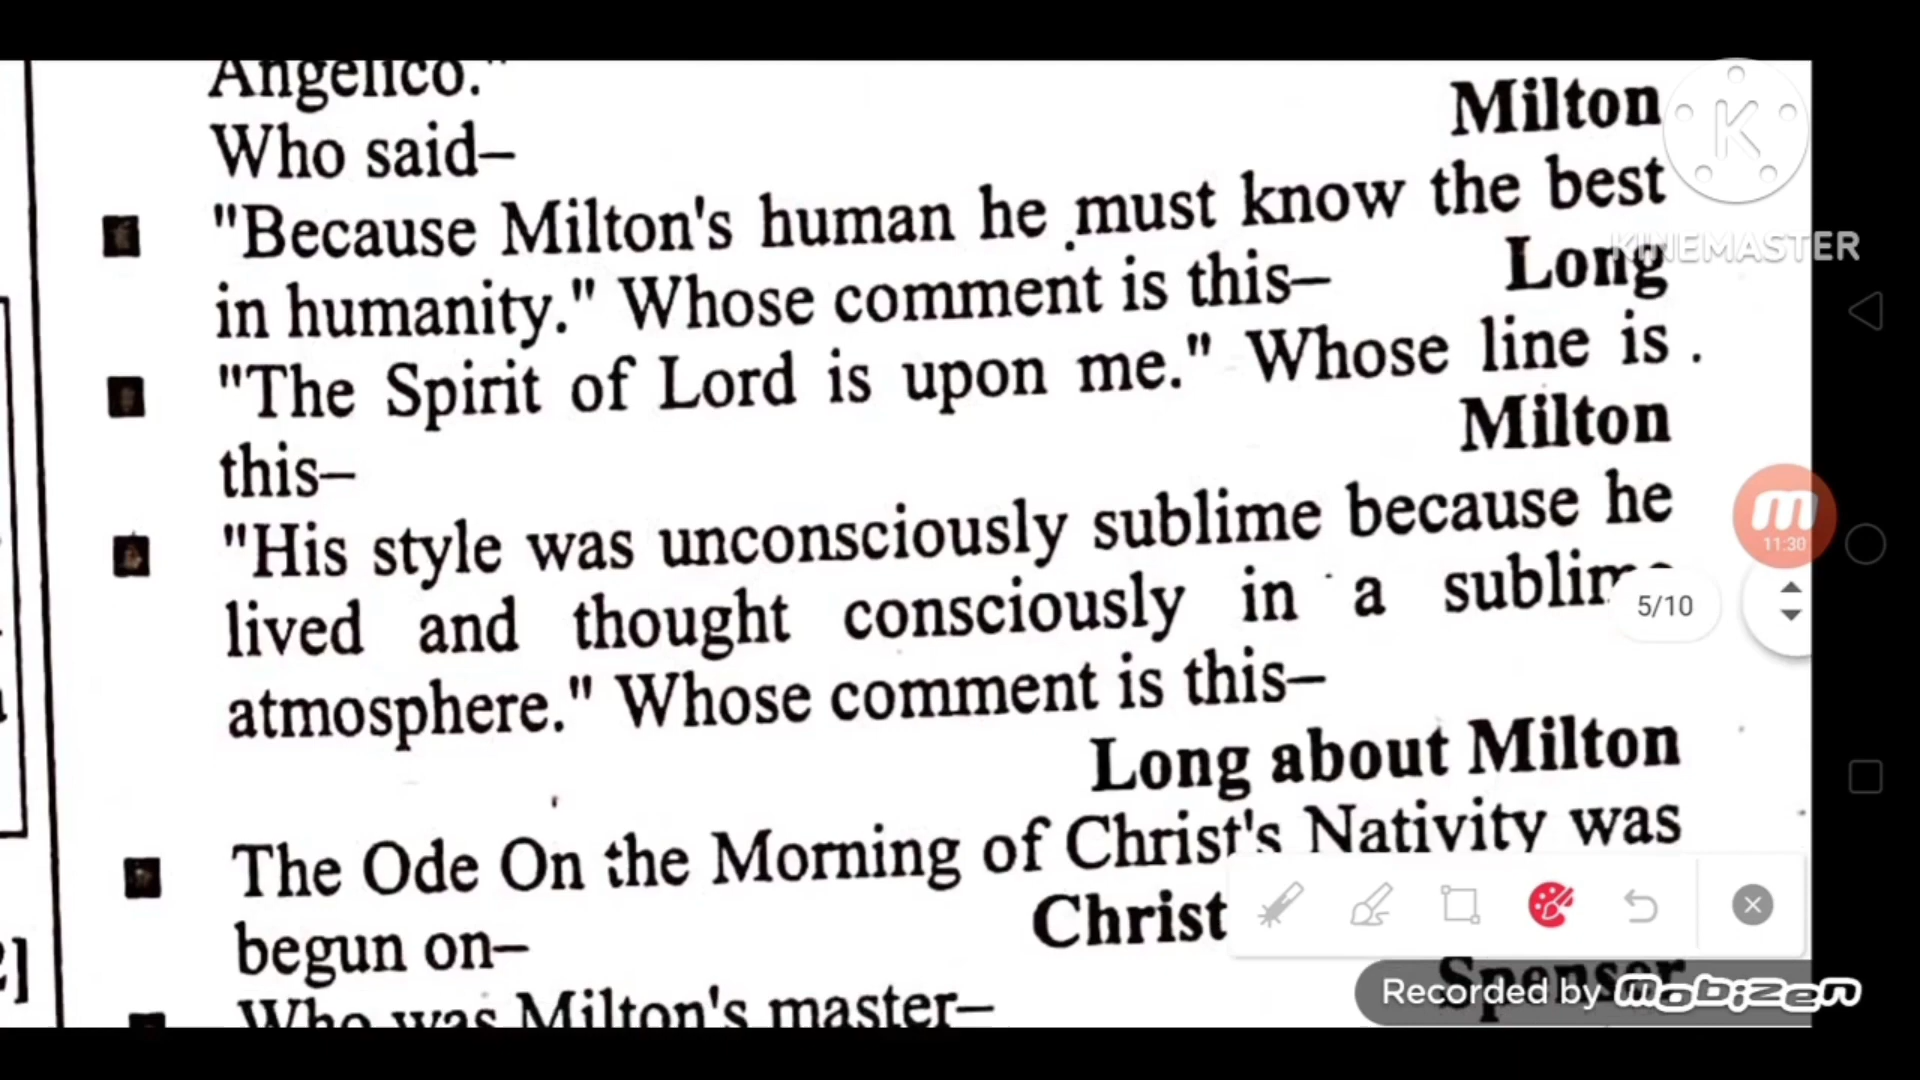 Angelico."
Milton
Who said–
"Because Milton's human he must know the best
in humanity." Whose comment is this– Long
"The Spirit of Lord is upon me." Whose line is
this– Milton
"His style was unconsciously sublime because he
lived and thought consciously in a sublime
atmosphere." Whose comment is this–
Long about Milton
The Ode On the Morning of Christ's Nativity was
begun on– Christ
Who was Milton's master– Spenser
K
KINEMASTER
11:30
5/10
Recorded by mobizen